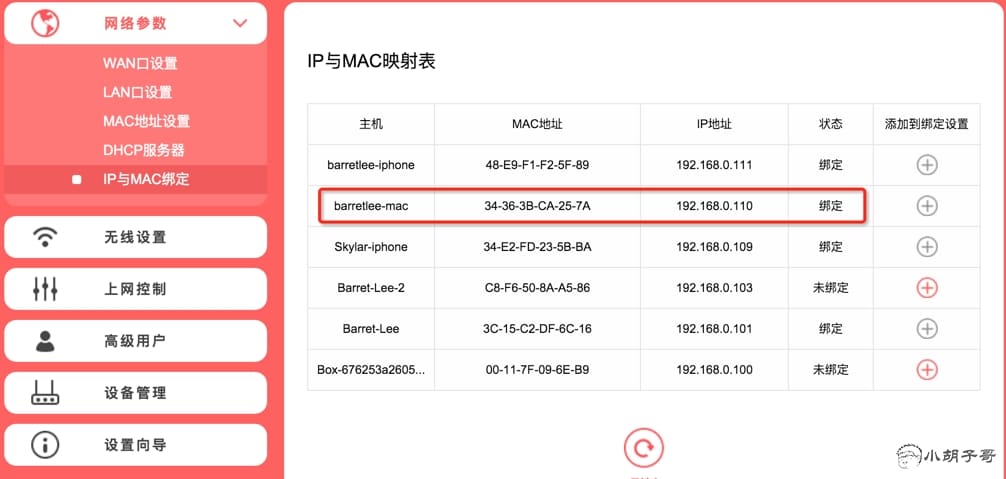 网络参数
WAN口设置
LAN口设置
MAC地址设置
DHCP服务器
IP与MAC绑定
无线设置
上网控制
高级用户
设备管理
设置向导
IP与MAC映射表
主机 MAC地址 IP地址 状态 添加到绑定设置
barretlee-iphone 48-E9-F1-F2-5F-89 192.168.0.111 绑定
barretlee-mac 34-36-3B-CA-25-7A 192.168.0.110 绑定
Skylar-iphone 34-E2-FD-23-5B-BA 192.168.0.109 绑定
Barret-Lee-2 C8-F6-50-8A-A5-86 192.168.0.103 未绑定
Barret-Lee 3C-15-C2-DF-6C-16 192.168.0.101 绑定
Box-676253a2605... 00-11-7F-09-6E-B9 192.168.0.100 未绑定
小胡子哥